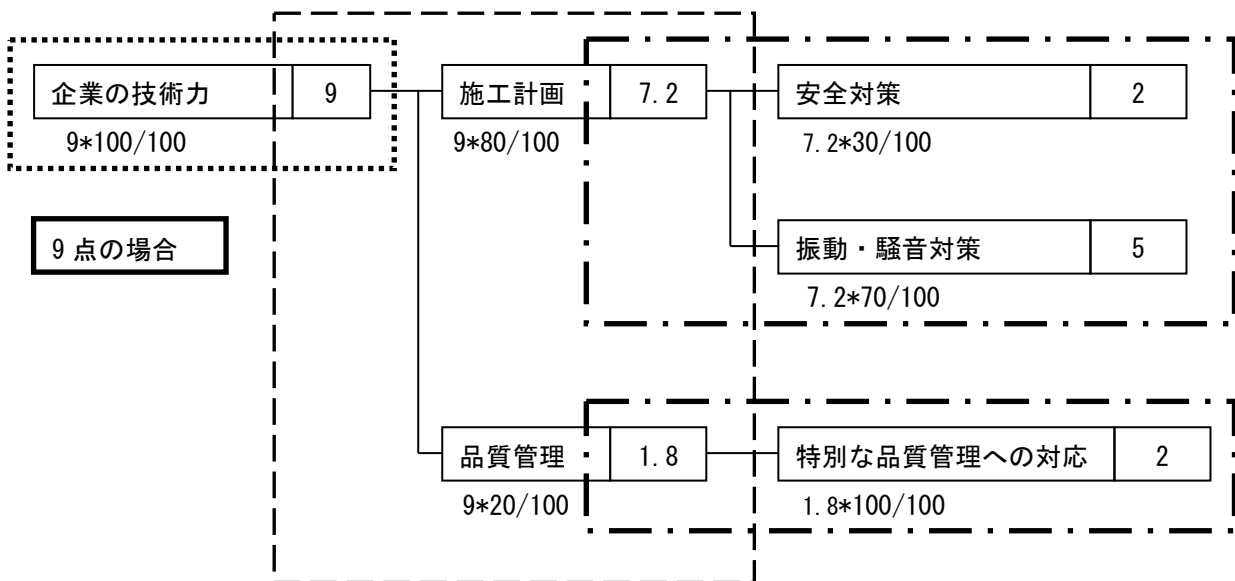 企業の技術力 9
9*100/100
9点の場合
施工計画 7.2
9*80/100
安全対策 2
7.2*30/100
振動・騒音対策 5
7.2*70/100
品質管理 1.8
9*20/100
特別な品質管理への対応 2
1.8*100/100